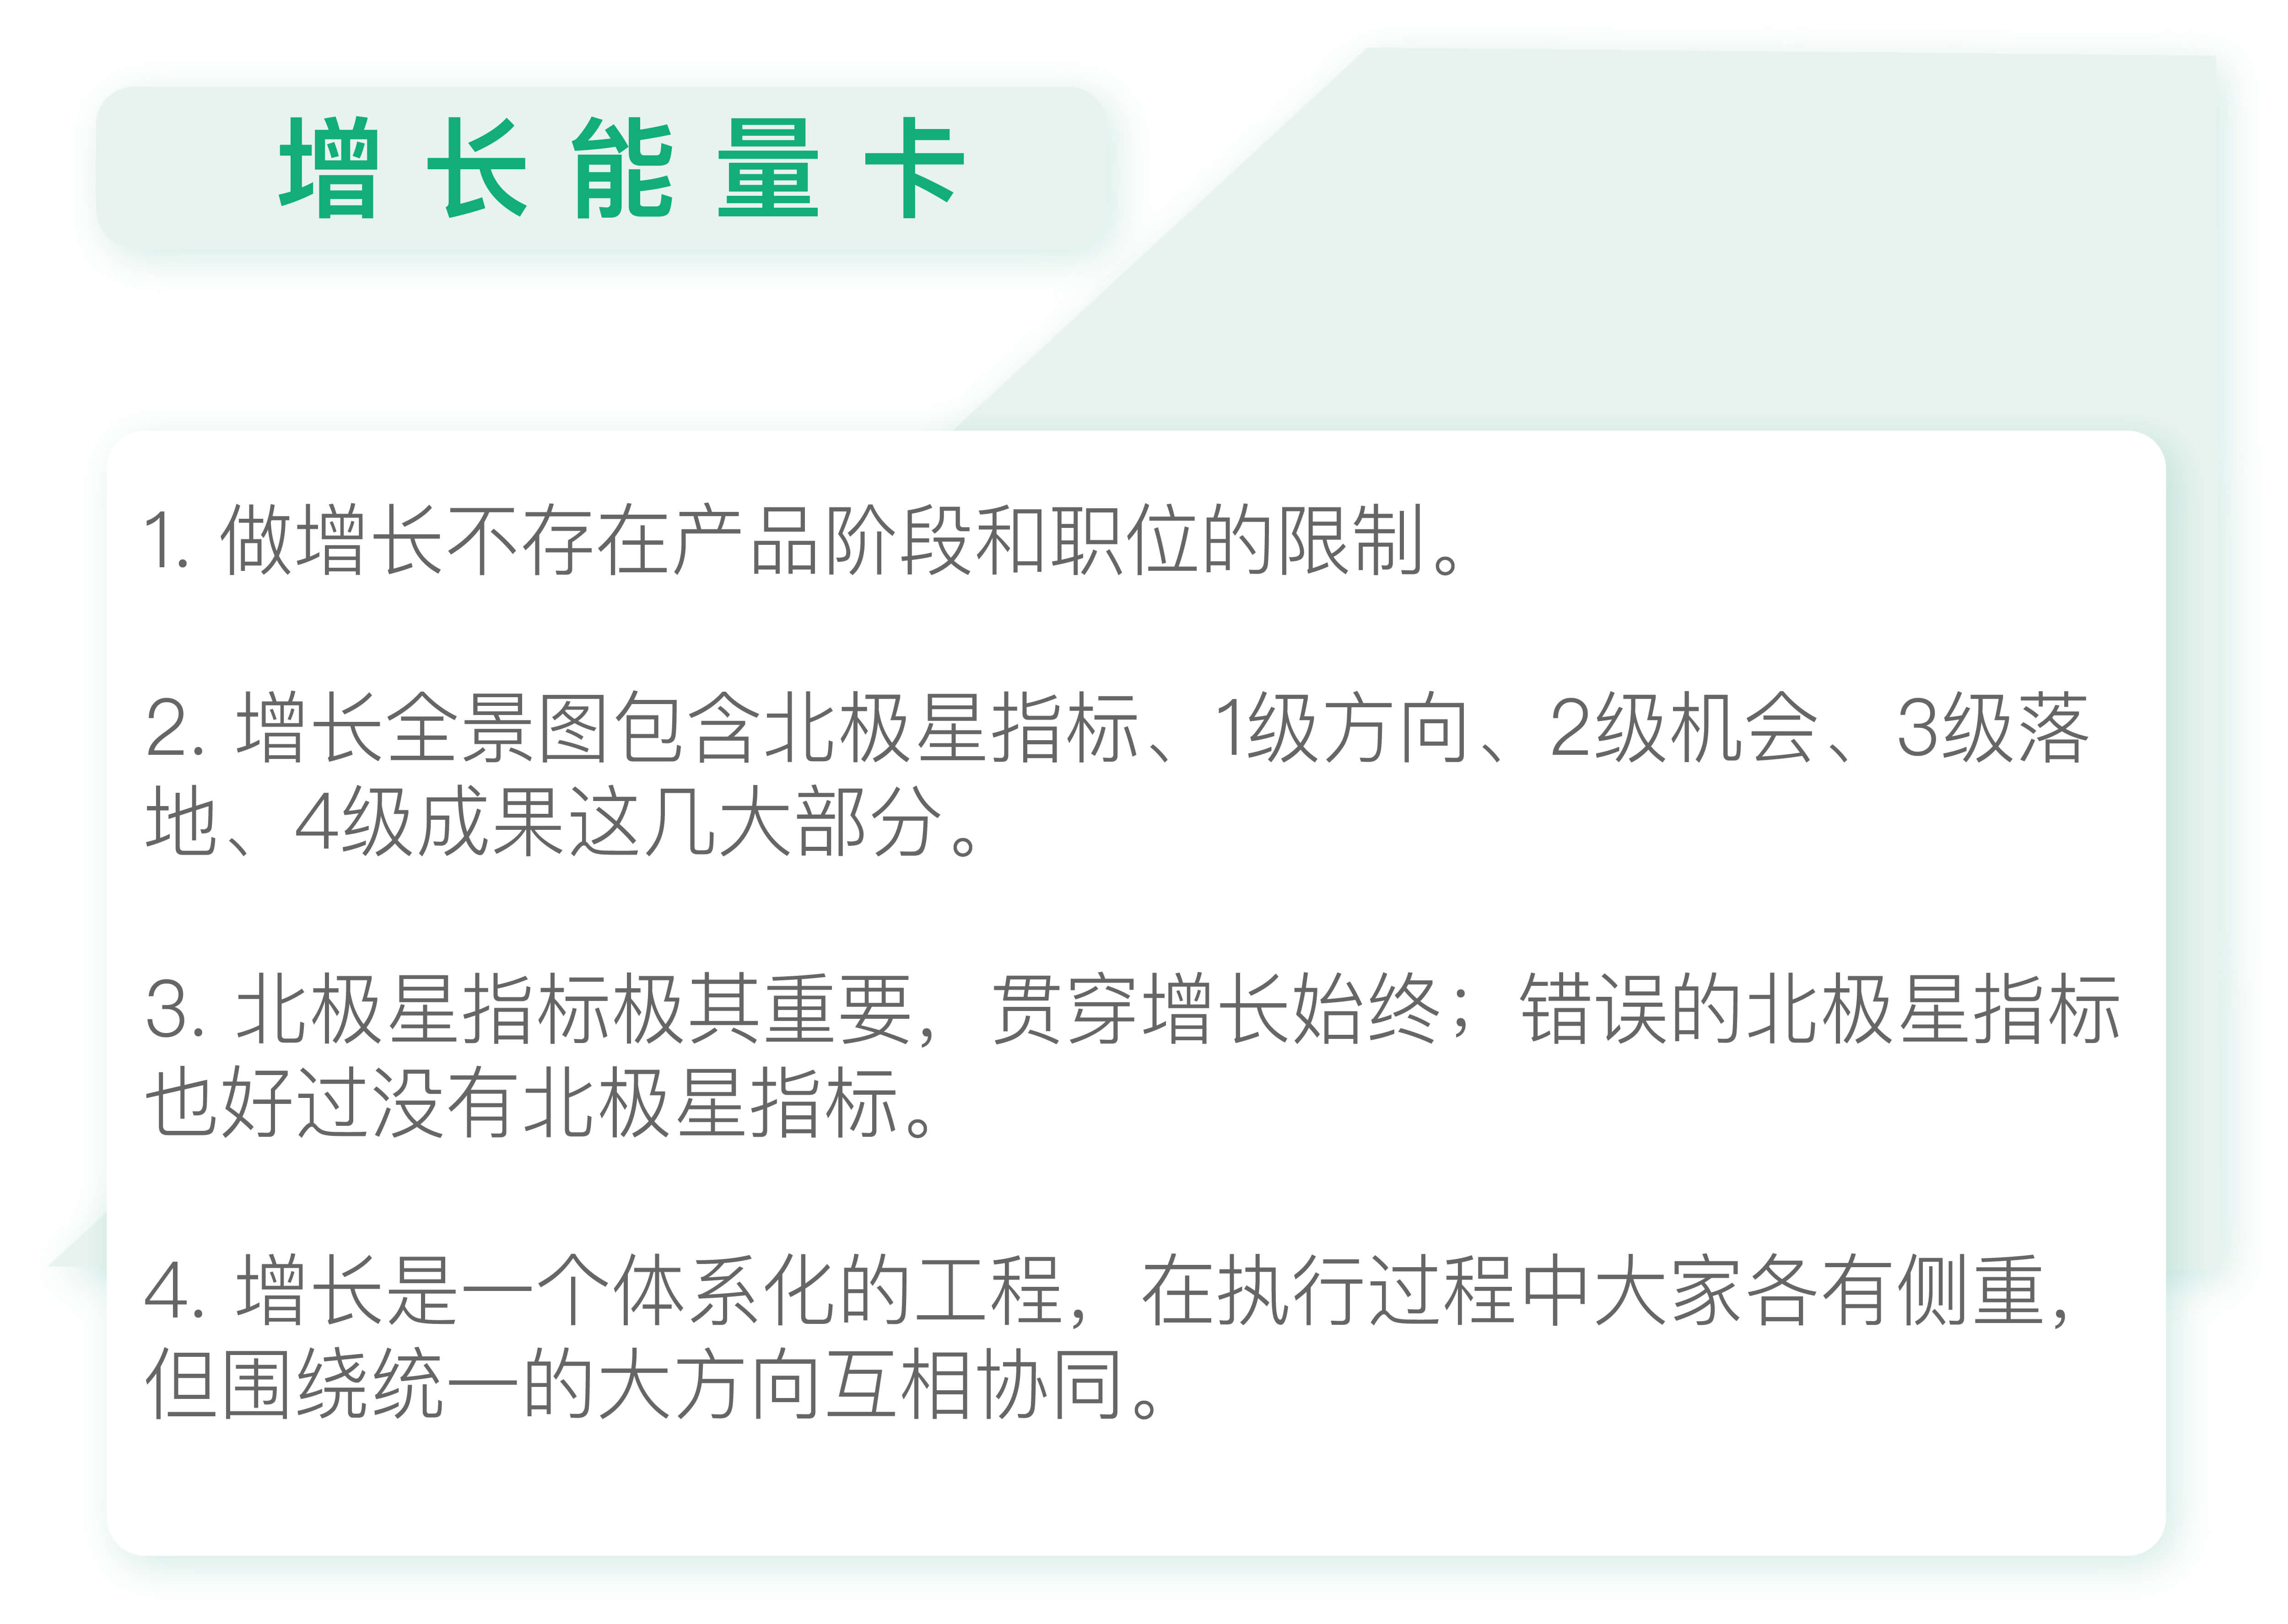 增长能量卡
1. 做增长不存在产品阶段和职位的限制。
2. 增长全景图包含北极星指标、1级方向、2级机会、3级落
地、4级成果这几大部分。
3. 北极星指标极其重要，贯穿增长始终；错误的北极星指标
也好过没有北极星指标。
4. 增长是一个体系化的工程，在执行过程中大家各有侧重，
但围绕统一的大方向互相协同。